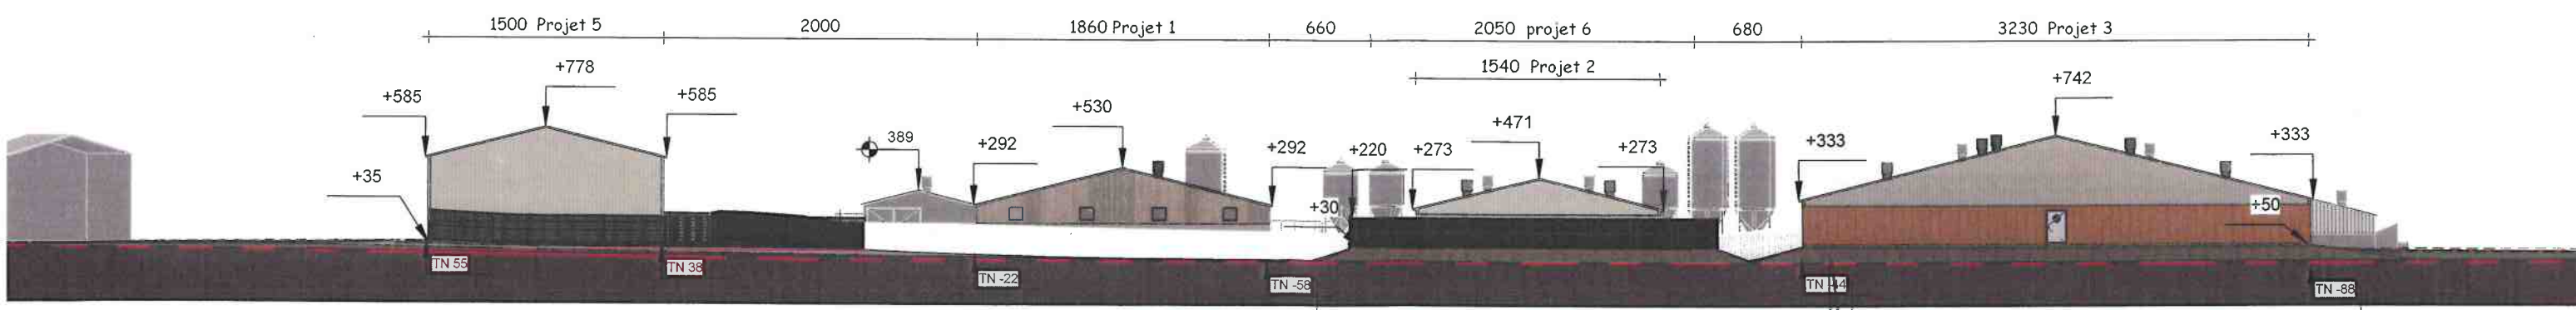 1500 Projet 5
2000
1860 Projet 1
660
2050 projet 6
680
3230 Projet 3
1540 Projet 2
+778
+742
+585
+585
+530
+471
389
+292
+292
+220
+273
+273
+333
+333
+35
+30
+50
TN 55
TN 38
TN -22
TN -58
TN -44
TN -88